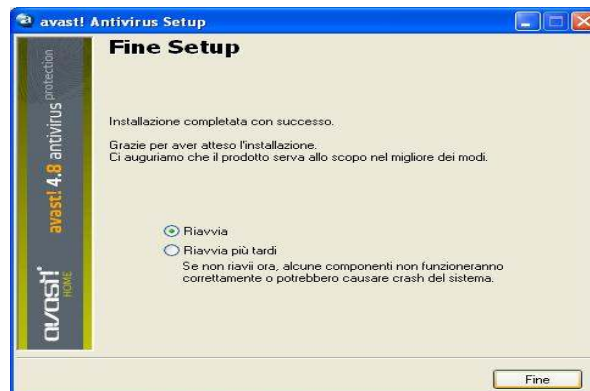 avast! Antivirus Setup
Fine Setup
avast! 4.8 antivirus protection
avast!
HOME
Installazione completata con successo.
Grazie per aver atteso l'installazione.
Ci auguriamo che il prodotto serva allo scopo nel migliore dei modi.
Riavvia
Riavvia più tardi
Se non riavii ora, alcune componenti non funzioneranno
correttamente o potrebbero causare crash del sistema.
Fine